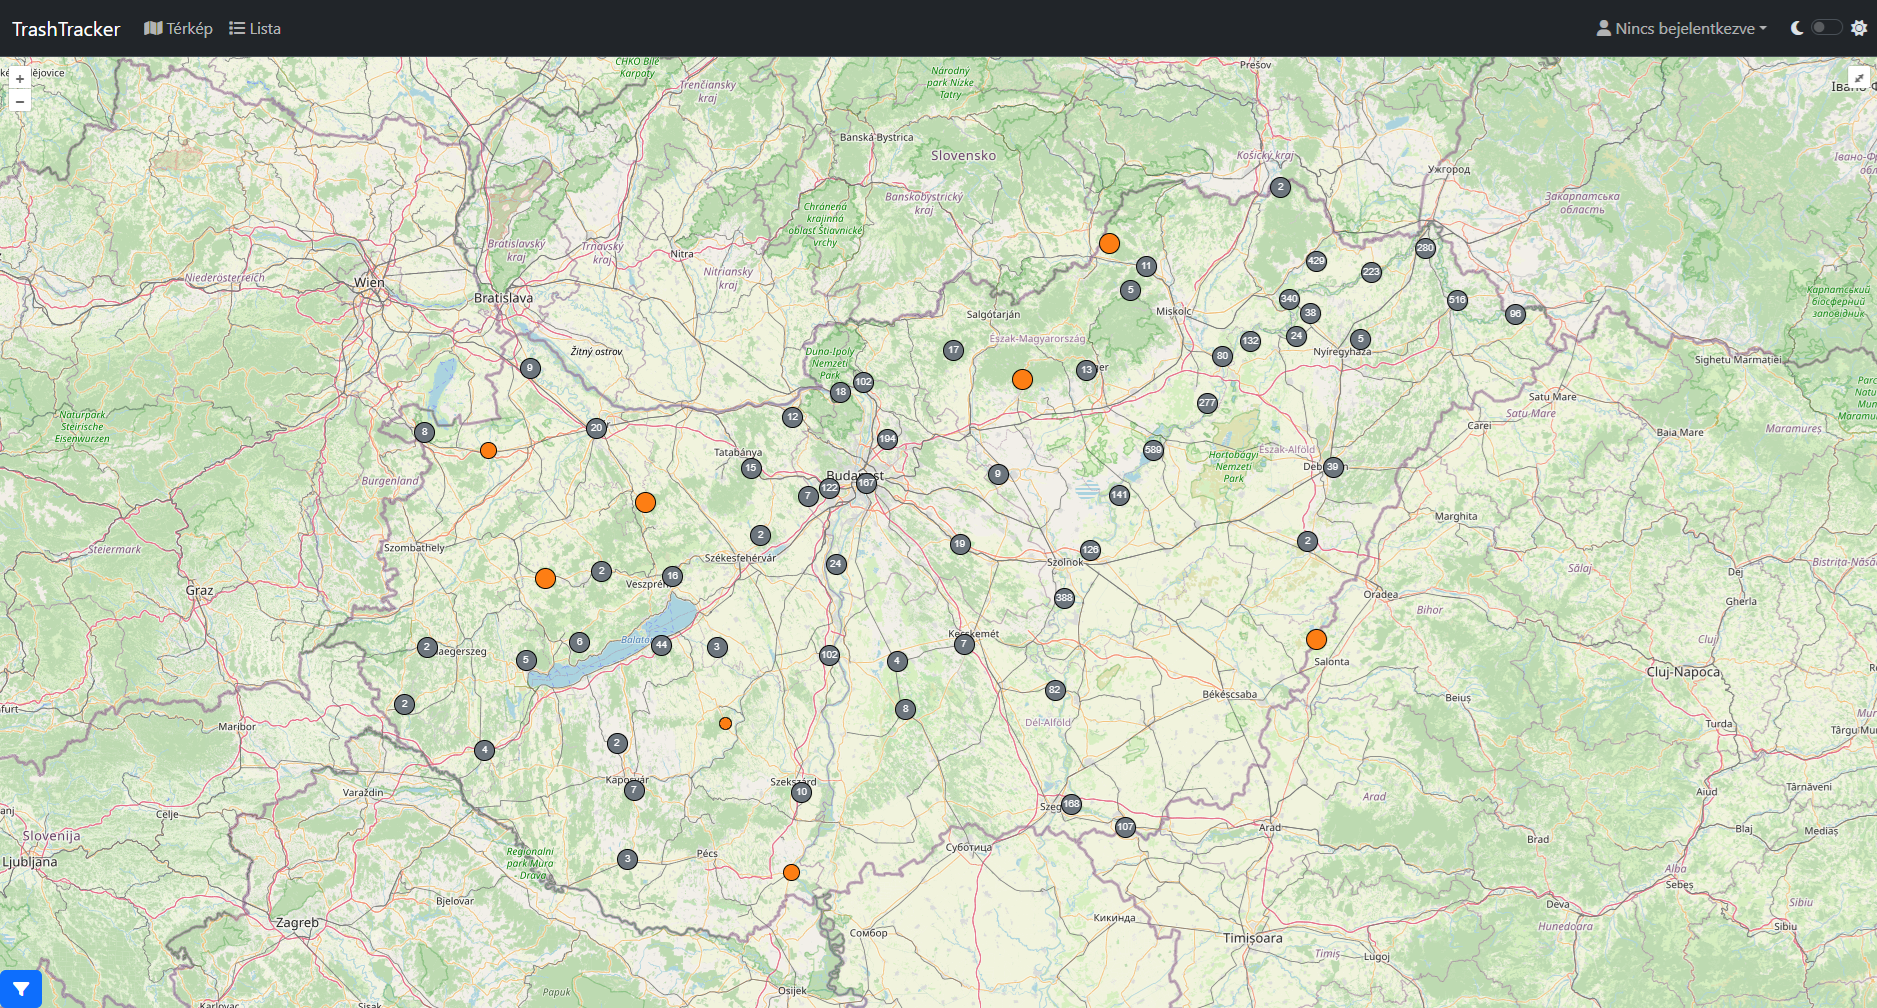 TrashTracker
Térkép
Lista
Nincs bejelentkezve
+
−
CHKO Bílé
Karpaty
Trenčiansky
kraj
Národný
park Nízke
Tatry
Prešov
Banská Bystrica
Slovensko
Košický kraj
Ужгород
Закарпатська
область
Banskobystrický
kraj
Chránená
krajinná
oblasť Štiavnické
vrchy
2
Bratislavský
kraj
Trnavský
kraj
Nitra
Nitriansky
kraj
Niederösterreich
Wien
Bratislava
11
5
429
223
280
340
38
516
96
Карпатський
біосферний
заповідник
Salgótarján
Miskolc
Észak-Magyarország
24
132
80
5
Nyíregyháza
Sighetu Marmației
Žitný ostrov
Duna-Ipoly
Nemzeti
Park
17
9
13
102
18
12
277
Satu Mare
Satu Mare
Carei
Baia Mare
Maramureș
Naturpark
Steirische
Eisenwurzen
8
20
194
Tatabánya
15
Budapest
167
122
7
9
589
141
Hortobágyi
Nemzeti
Park
Észak-Alföld
39
Burgenland
Marghita
Steiermark
Szombathely
2
Székesfehérvár
19
126
Szolnok
2
24
2
Veszprém
16
Graz
388
Oradea
Bihor
Sălaj
Dej
Gherla
Bistrița-Năsăud
Cluj
Cluj-Napoca
2
5
6
44
3
102
4
Kecskemét
7
Salonta
2
8
82
Békéscsaba
Dél-Alföld
Beiuș
Turda
Maribor
4
2
Kaposvár
7
Szekszárd
10
Varaždin
Celje
Slovenija
Ljubljana
168
107
Arad
Arad
Aiud
Târnăveni
Brad
Blaj
Mediaș
Regionalni
park Mura
- Drava
3
Pécs
Суботица
Alba
Sebeș
Bjelovar
Zagreb
Сомбор
Кикинда
Timișoara
Timiș
Lugoj
Deva
Hunedoara
Sibiu
Sibiu
Karlovac
Sisak
Papuk
Osijek